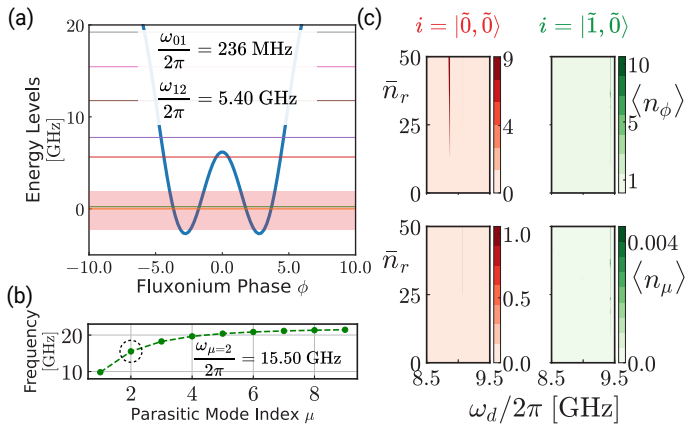 (a)
20
15
10
5
0
Energy Levels
[GHz]
ω01/2π = 236 MHz
ω12/2π = 5.40 GHz
−10.0 −5.0 0.0 5.0 10.0
Fluxonium Phase ϕ
(b)
Frequency
[GHz]
20
10
ωμ=2/2π = 15.50 GHz
2 4 6 8
Parasitic Mode Index μ
(c)
i = |0̃, 0̃⟩ i = |1̃, 0̃⟩
n̄r
50
25
0
9
4
0
10
5
1
⟨nϕ⟩
n̄r
50
25
0
1.0
0.5
0.0
0.004
0.0
⟨nμ⟩
8.5 9.5 8.5 9.5
ωd/2π [GHz]